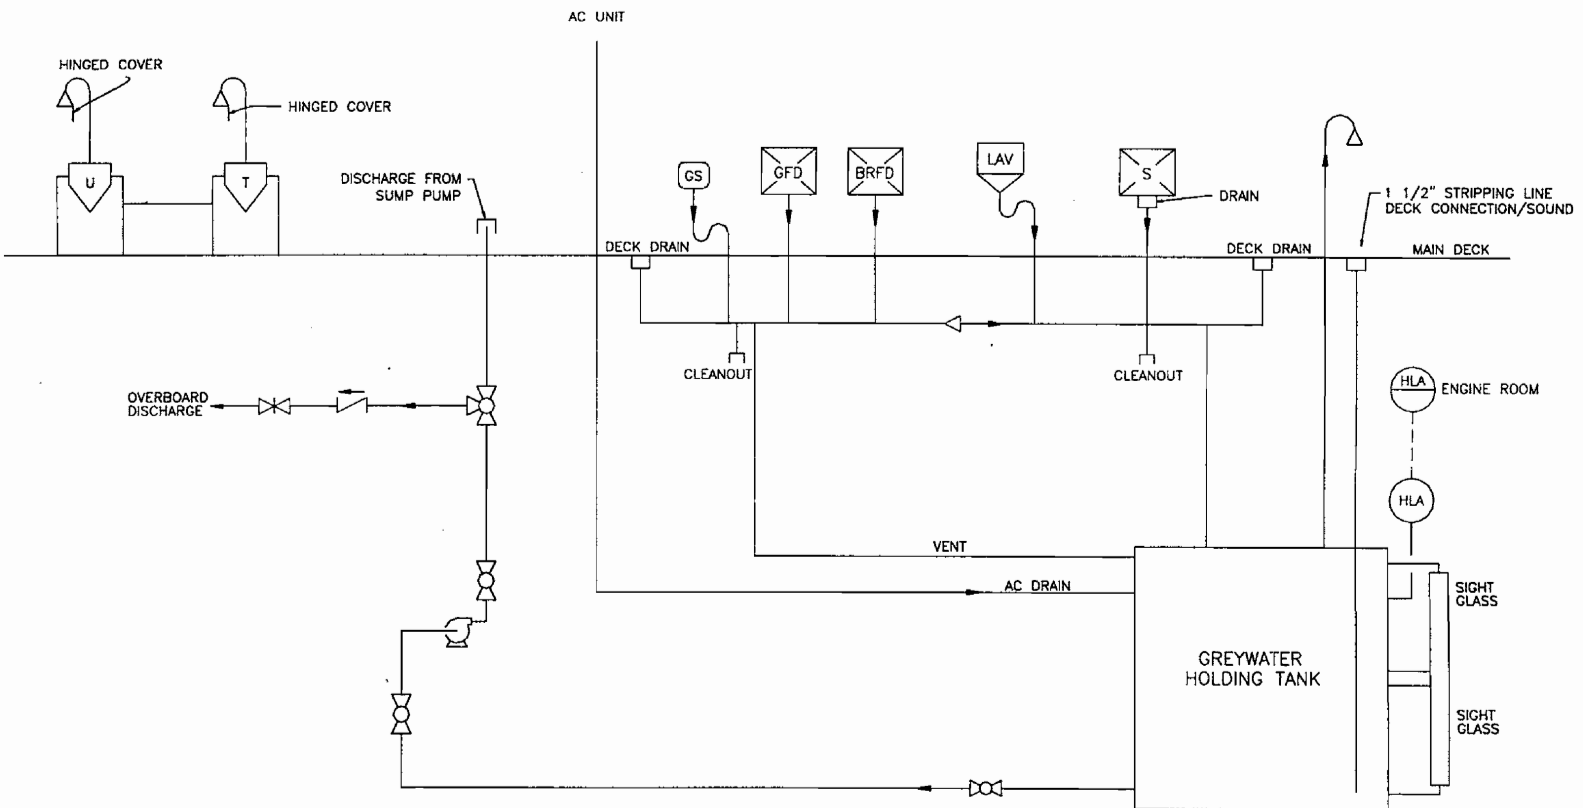 AC UNIT
HINGED COVER
HINGED COVER
U
T
DISCHARGE FROM
SUMP PUMP
GS
GFD
BRFD
LAV
S
DRAIN
1 1/2" STRIPPING LINE
DECK CONNECTION/SOUND
DECK DRAIN
DECK DRAIN
MAIN DECK
CLEANOUT
CLEANOUT
OVERBOARD
DISCHARGE
HLA
ENGINE ROOM
HLA
VENT
AC DRAIN
SIGHT
GLASS
GREYWATER
HOLDING TANK
SIGHT
GLASS